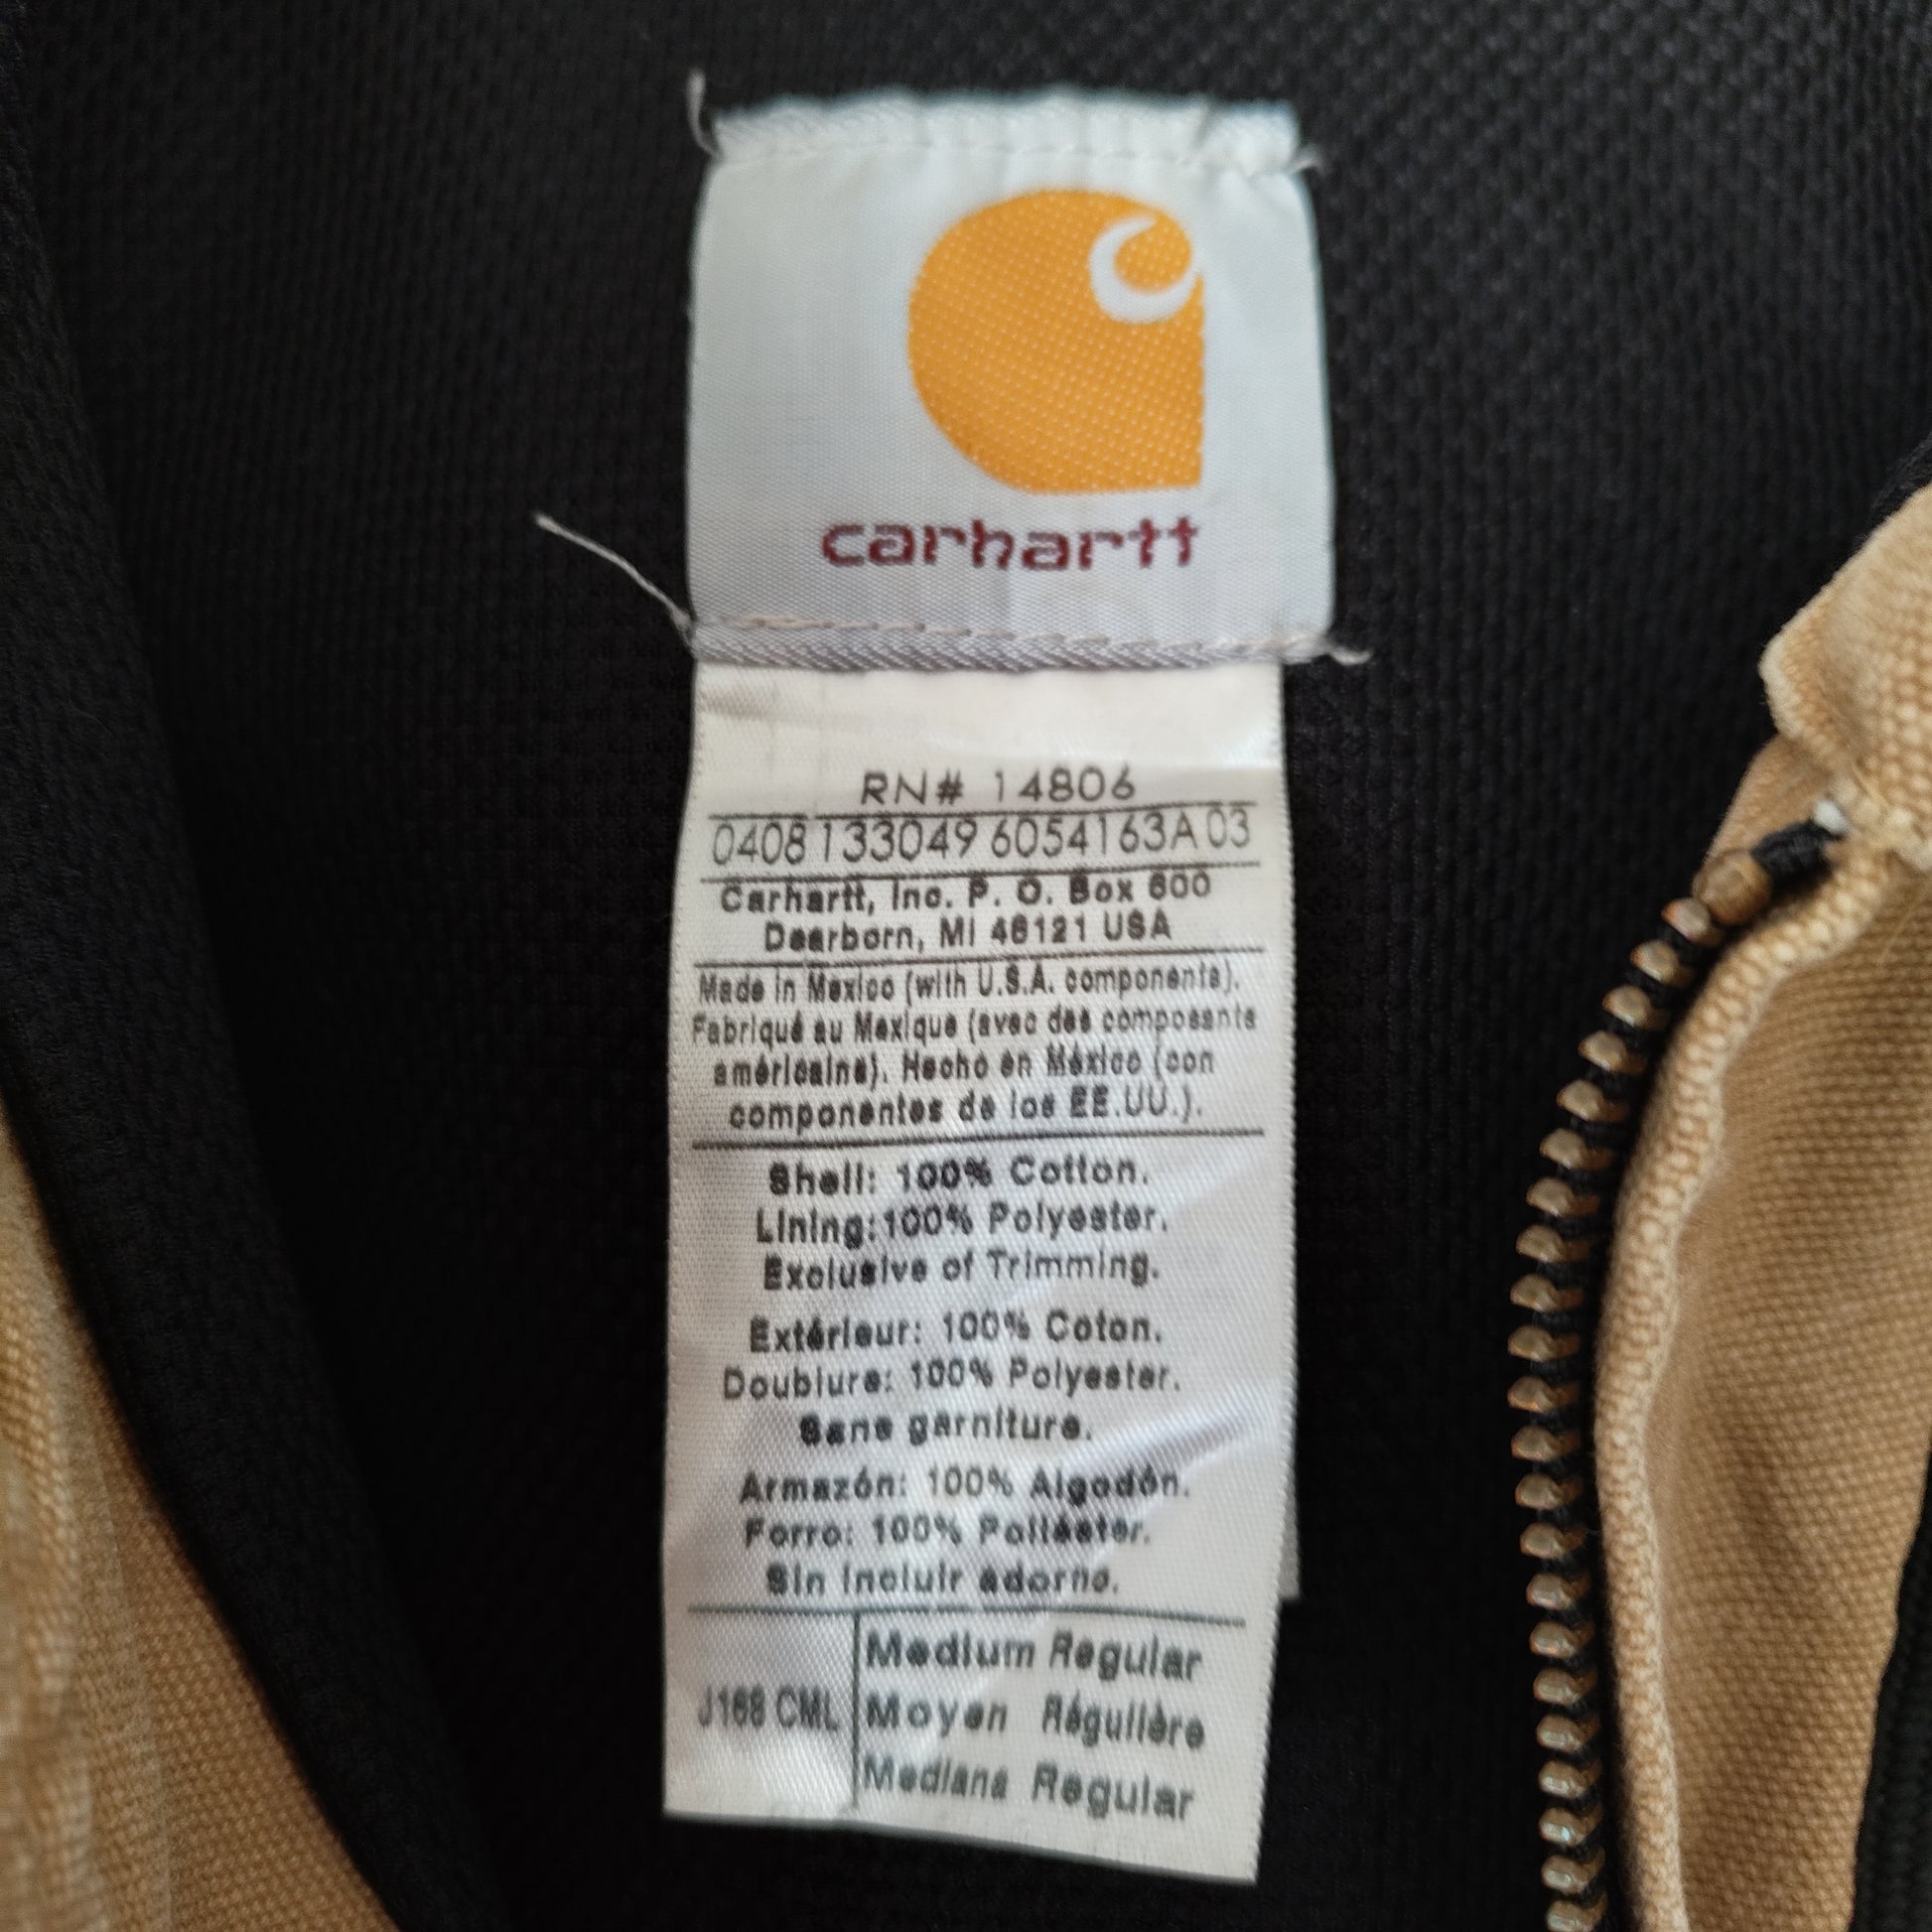 carhartt
RN# 14806
0408 133049 6054163A 03
Carhartt, Inc. P. O. Box 600
Dearborn, MI 48121 USA
Made in Mexico (with U.S.A. components).
Fabriqué au Mexique (avec des composants
américains). Hecho en México (con
componentes de los EE.UU.).
Shell: 100% Cotton.
Lining:100% Polyester.
Exclusive of Trimming.
Extérieur: 100% Coton.
Doublure: 100% Polyester.
Sans garniture.
Armazón: 100% Algodón.
Forro: 100% Poliéster.
Sin incluir adorno.
Medium Regular
J168 CML Moyen Régulière
Mediana Regular